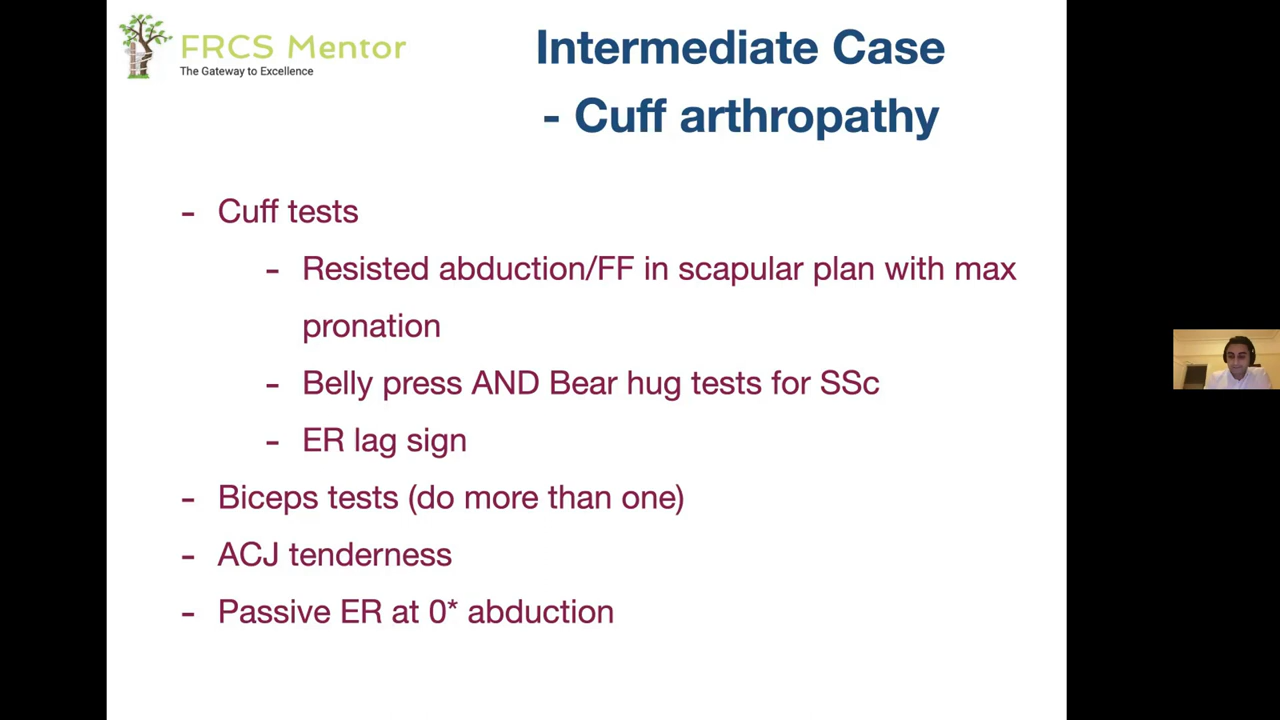 FRCS Mentor
The Gateway to Excellence
Intermediate Case
- Cuff arthropathy
- Cuff tests
- Resisted abduction/FF in scapular plan with max
pronation
- Belly press AND Bear hug tests for SSc
- ER lag sign
- Biceps tests (do more than one)
- ACJ tenderness
- Passive ER at 0* abduction